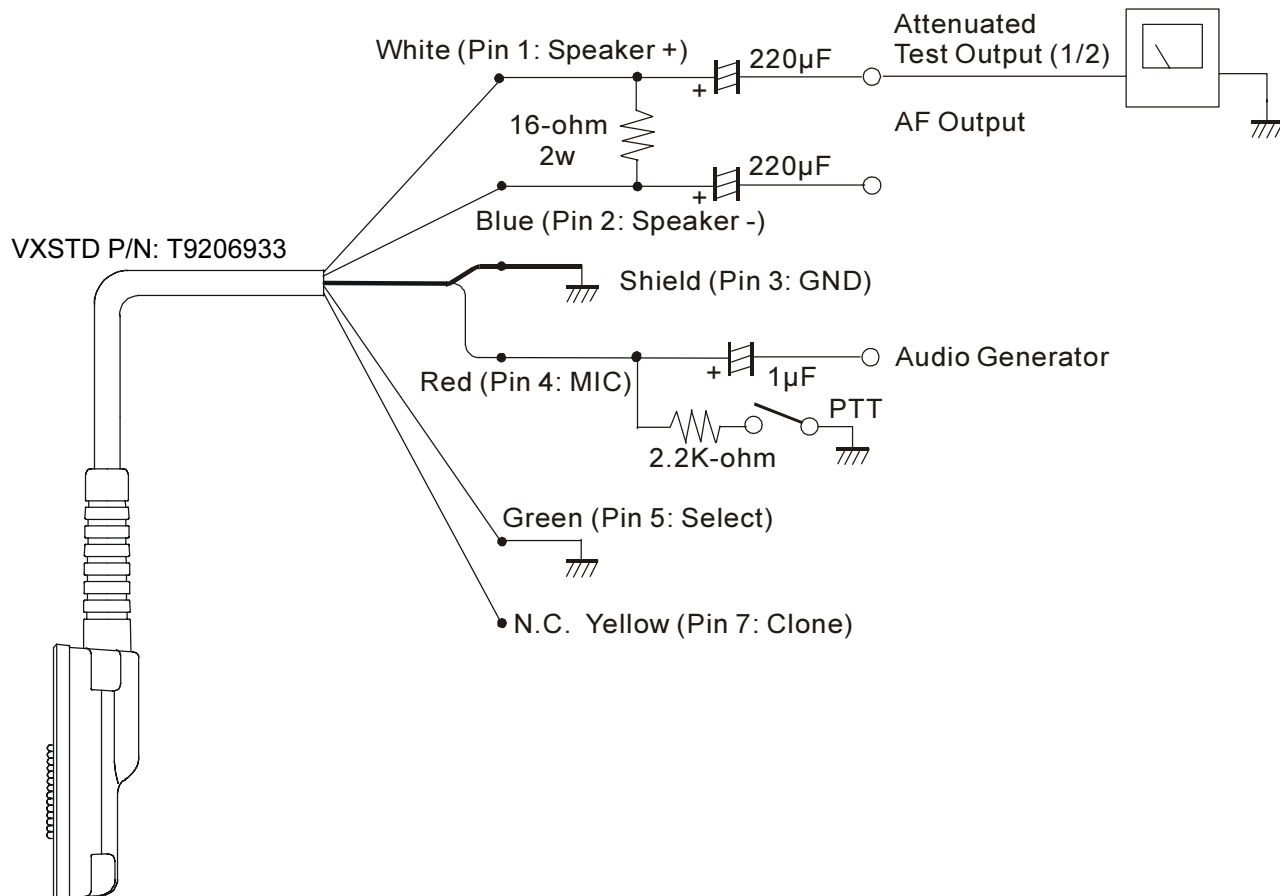 White (Pin 1: Speaker +)
220µF
+
Attenuated
Test Output (1/2)
16-ohm
2w
AF Output
220µF
+
Blue (Pin 2: Speaker -)
VXSTD P/N: T9206933
Shield (Pin 3: GND)
Red (Pin 4: MIC)
+
1µF
Audio Generator
PTT
2.2K-ohm
Green (Pin 5: Select)
N.C. Yellow (Pin 7: Clone)